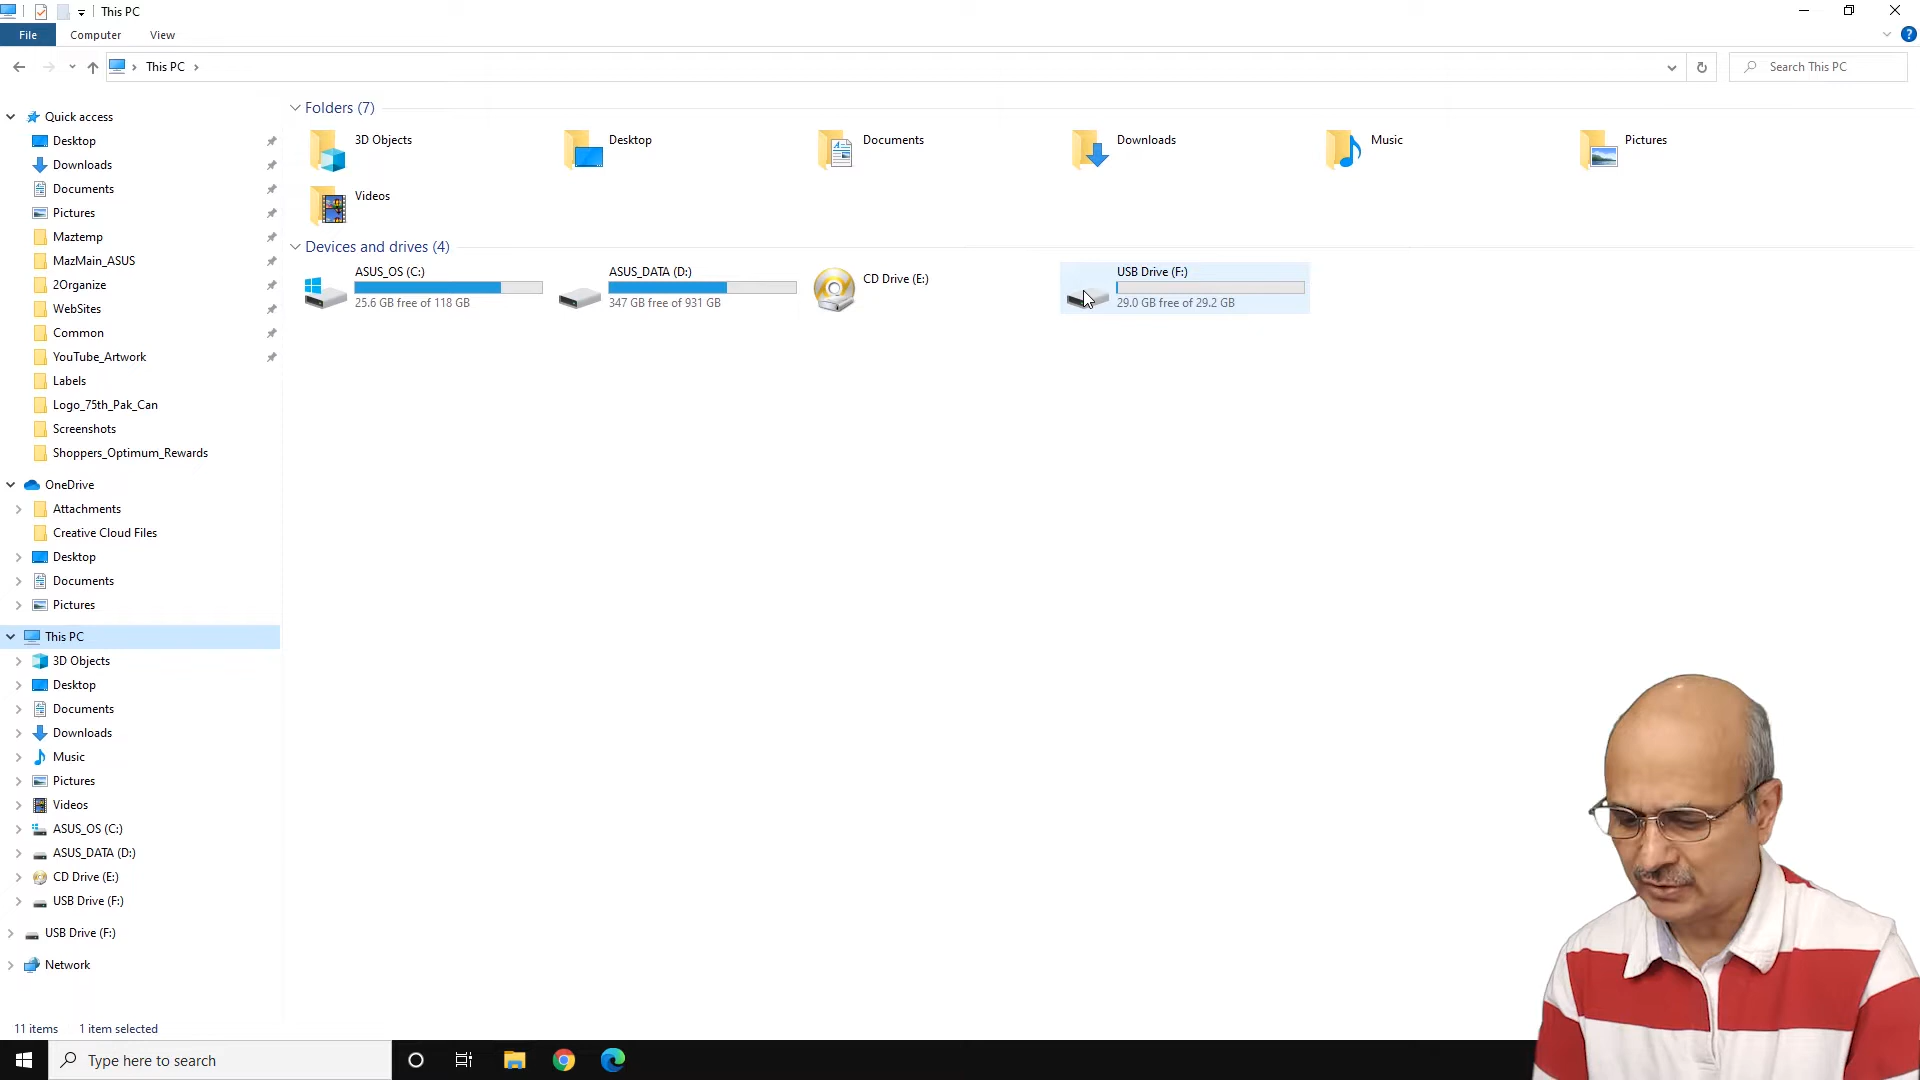 This PC
File
Computer
View
This PC
Search This PC
Quick access
Desktop
Downloads
Documents
Pictures
Maztemp
MazMain_ASUS
2Organize
WebSites
Common
YouTube_Artwork
Labels
Logo_75th_Pak_Can
Screenshots
Shoppers_Optimum_Rewards
OneDrive
Attachments
Creative Cloud Files
Desktop
Documents
Pictures
This PC
3D Objects
Desktop
Documents
Downloads
Music
Pictures
Videos
ASUS_OS (C:)
ASUS_DATA (D:)
CD Drive (E:)
USB Drive (F:)
USB Drive (F:)
Network
Folders (7)
3D Objects
Desktop
Documents
Downloads
Music
Pictures
Videos
Devices and drives (4)
ASUS_OS (C:)
25.6 GB free of 118 GB
ASUS_DATA (D:)
347 GB free of 931 GB
CD Drive (E:)
USB Drive (F:)
29.0 GB free of 29.2 GB
11 items
1 item selected
Type here to search